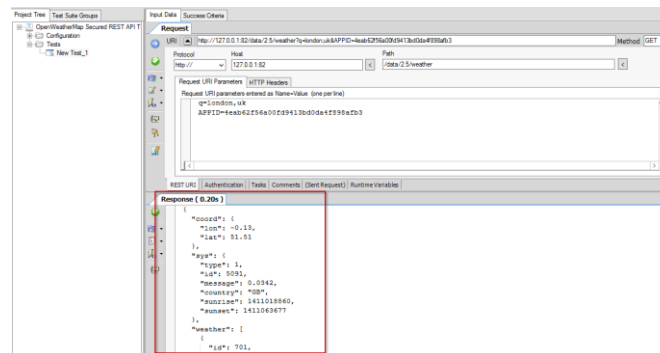 Project Tree Test Suite Groups
OpenWeatherMap Secured REST API T
Configuration
Tests
New Test_1
Input Data Success Criteria
Request
URI http://127.0.0.1:82/data/2.5/weather?q=london,uk&APPID=4eab62f56a00fd9413bd0da4f898afb3 Method GET
Protocol Host Path
http:// 127.0.0.1:82 < /data/2.5/weather <
Request URI Parameters HTTP Headers
Request URI parameters entered as Name=Value (one per line)
q=london,uk
APPID=4eab62f56a00fd9413bd0da4f898afb3
REST URI Authentication Tasks Comments (Sent Request) Runtime Variables
Response ( 0.20s )
{
"coord": {
"lon": -0.13,
"lat": 51.51
},
"sys": {
"type": 1,
"id": 5091,
"message": 0.0342,
"country": "GB",
"sunrise": 1411018860,
"sunset": 1411063677
},
"weather": [
{
"id": 701,